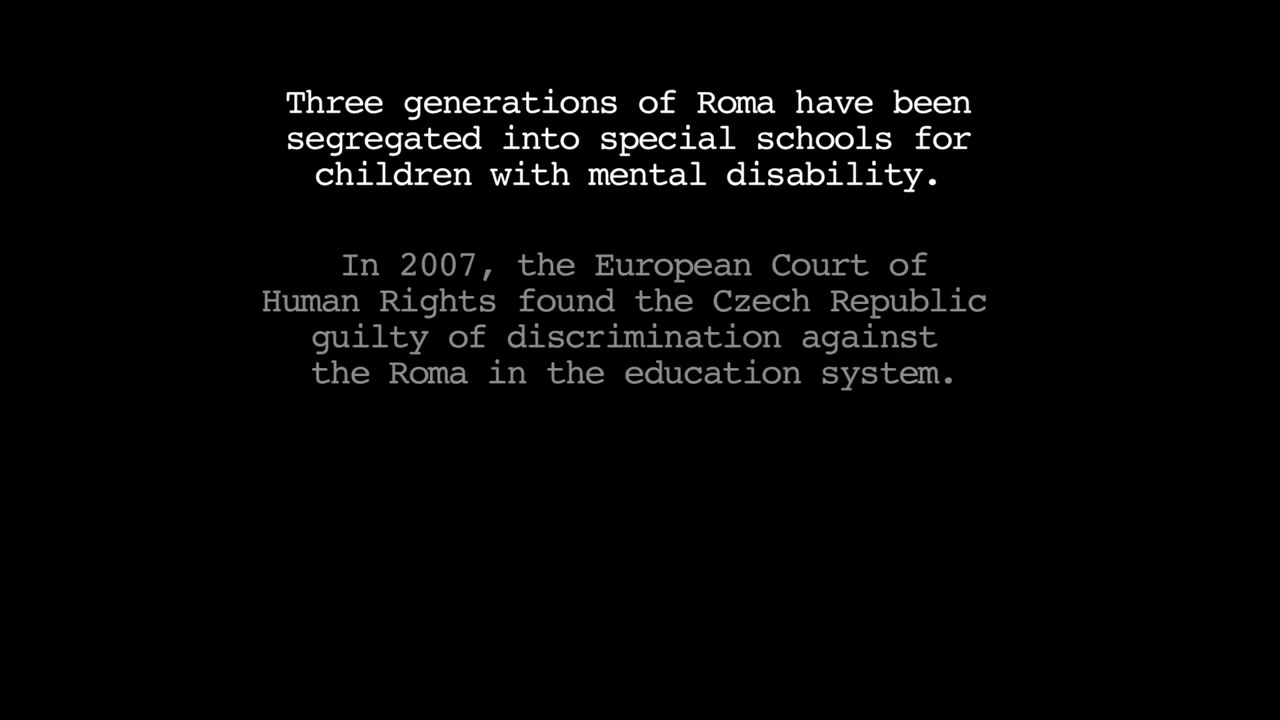 Three generations of Roma have been
segregated into special schools for
children with mental disability.
In 2007, the European Court of
Human Rights found the Czech Republic
guilty of discrimination against
the Roma in the education system.